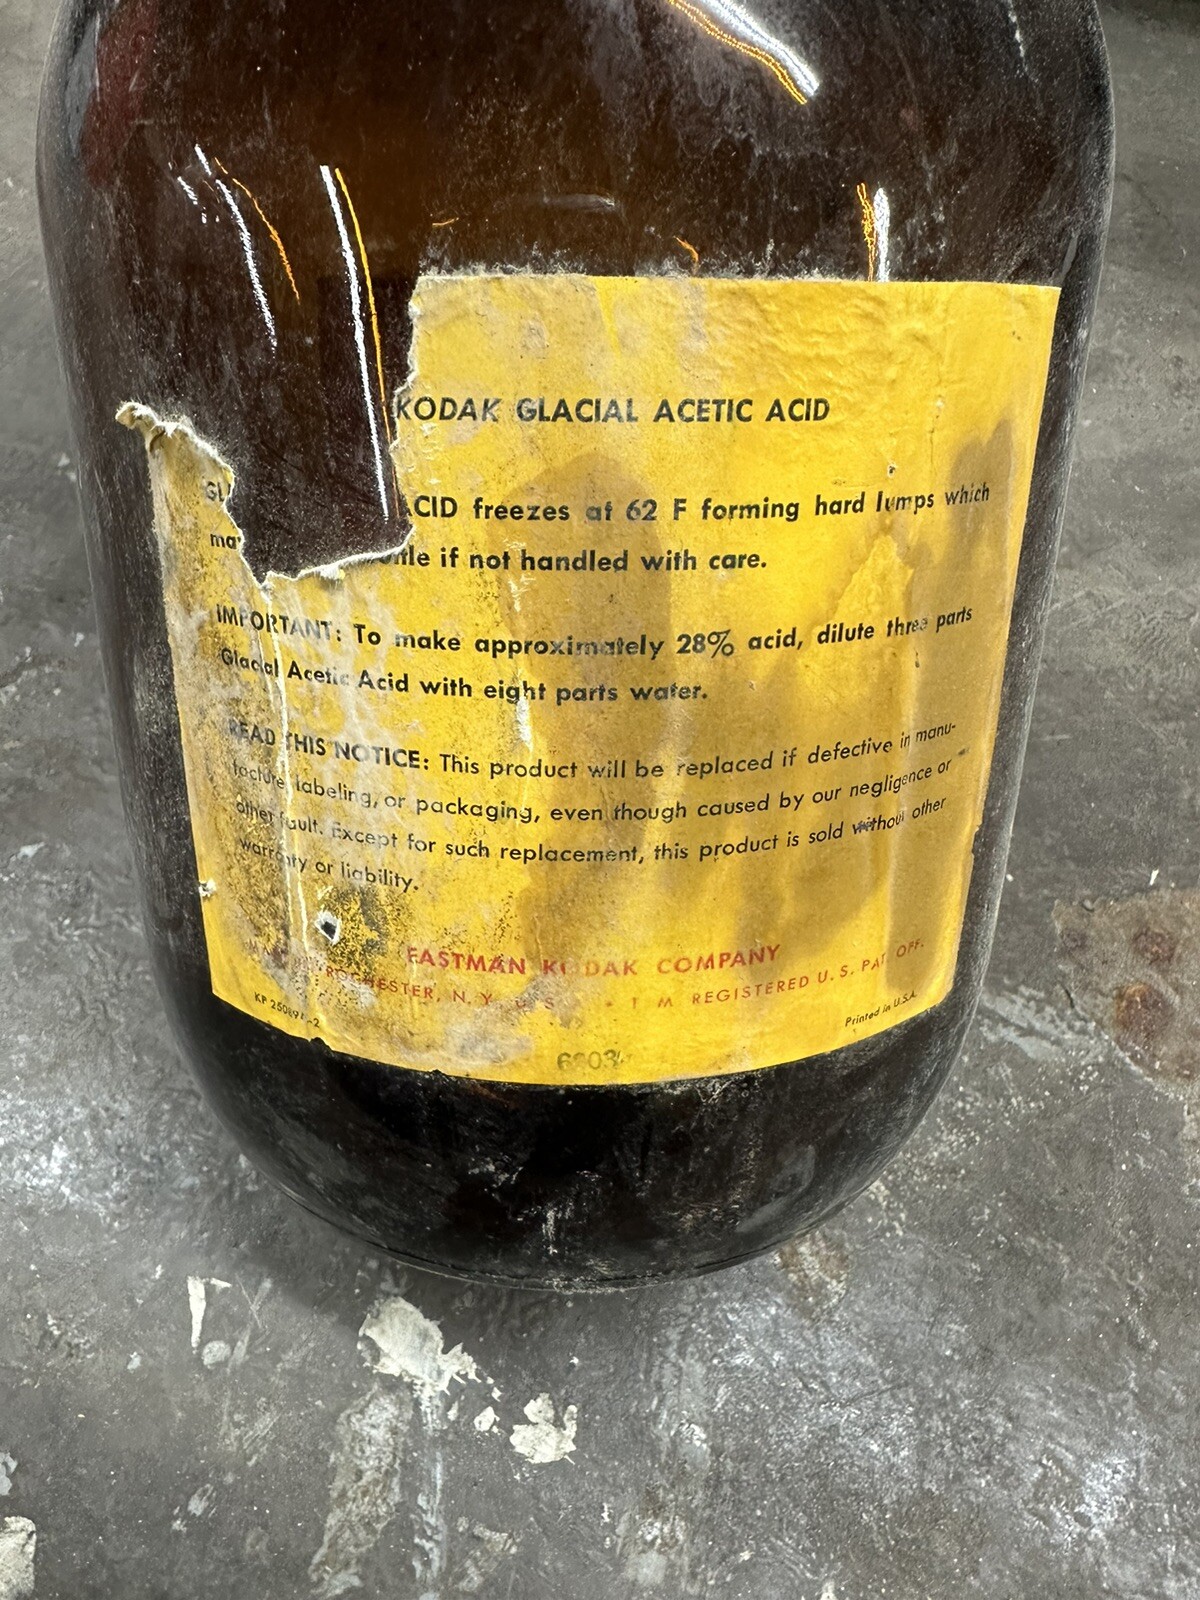 KODAK GLACIAL ACETIC ACID
ACID freezes at 62 F forming hard lumps which
if not handled with care.
IMPORTANT: To make approximately 28% acid, dilute three parts
Glacial Acetic Acid with eight parts water.
READ THIS NOTICE: This product will be replaced if defective in manu-
facture, labeling, or packaging, even though caused by our negligence or
other fault. Except for such replacement, this product is sold without other
warranty or liability.
EASTMAN KODAK COMPANY
ROCHESTER, N. Y. U. S. T M REGISTERED U. S. PAT. OFF.
Printed in U.S.A.